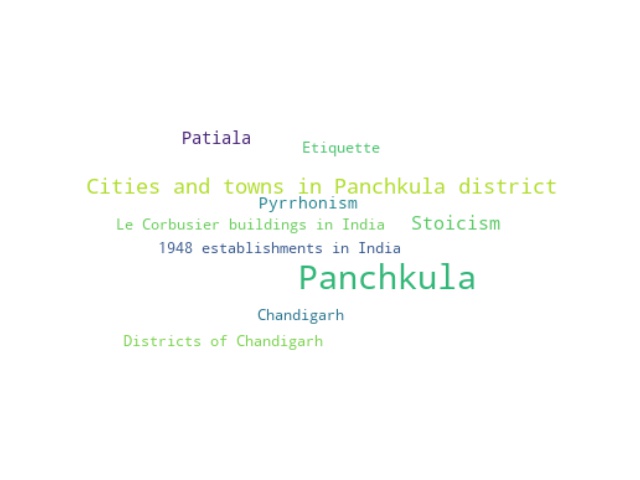 Patiala
Etiquette
Cities and towns in Panchkula district
Pyrrhonism
Le Corbusier buildings in India
Stoicism
1948 establishments in India
Panchkula
Chandigarh
Districts of Chandigarh